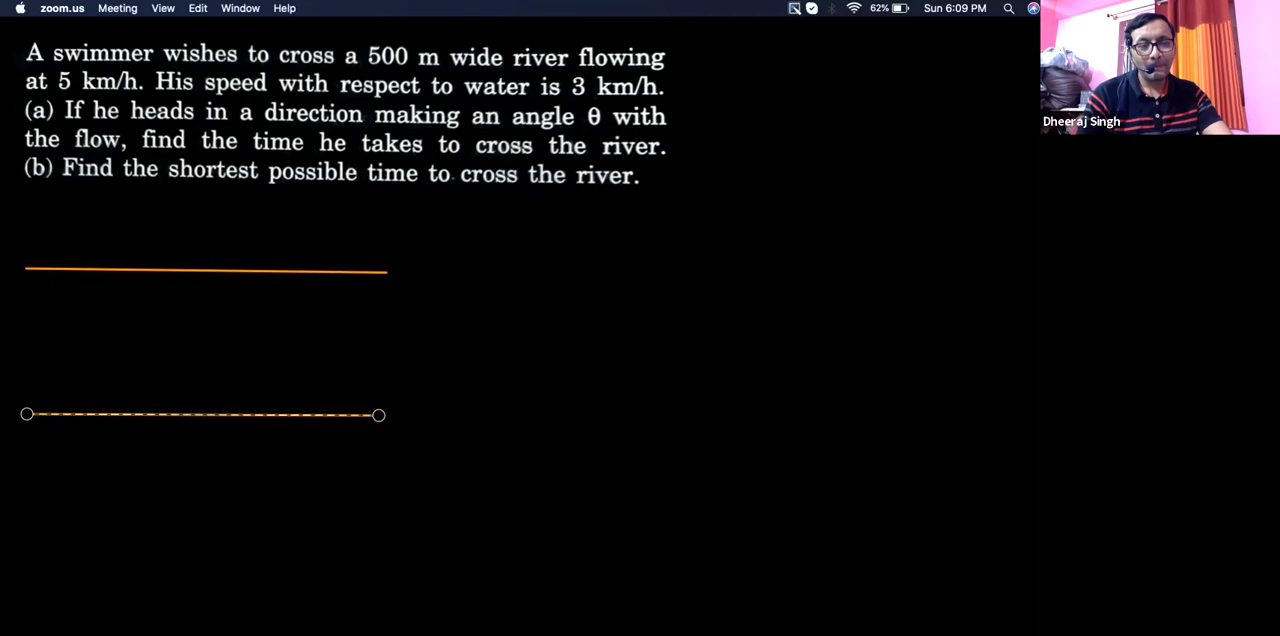 zoom.us Meeting View Edit Window Help 62% Sun 6:09 PM
A swimmer wishes to cross a 500 m wide river flowing
at 5 km/h. His speed with respect to water is 3 km/h.
(a) If he heads in a direction making an angle θ with
the flow, find the time he takes to cross the river.
(b) Find the shortest possible time to cross the river.
Dheeraj Singh